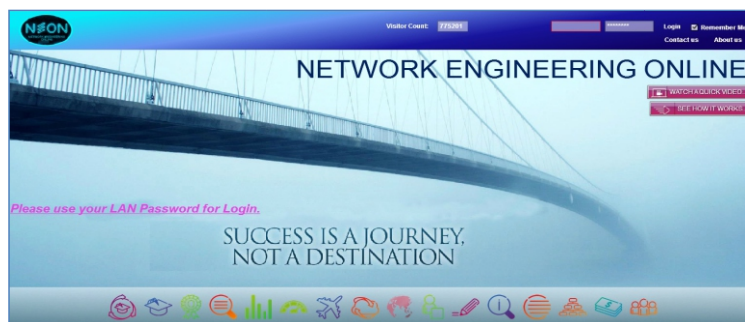 NEON
Visitor Count: 775201
Login
Remember Me
Contact us
About us
NETWORK ENGINEERING ONLINE
WATCH A QUICK VIDEO
SEE HOW IT WORKS
Please use your LAN Password for Login.
SUCCESS IS A JOURNEY,
NOT A DESTINATION